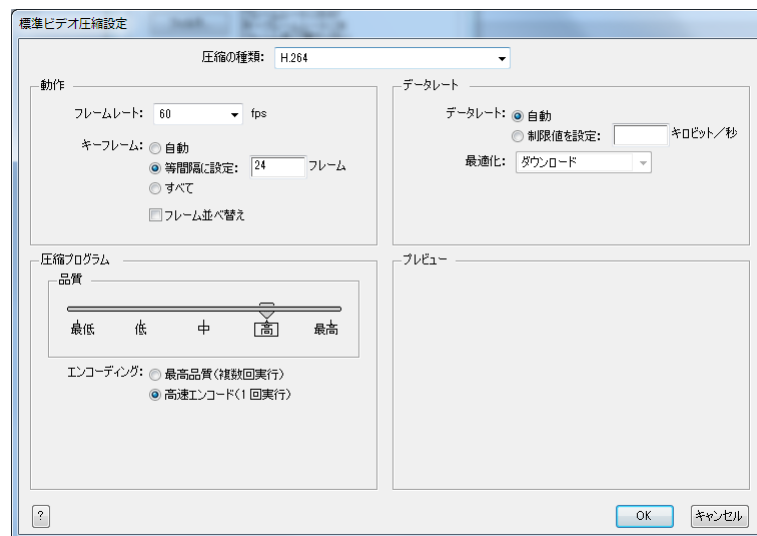 標準ビデオ圧縮設定
圧縮の種類: H.264
動作
フレームレート: 60 fps
キーフレーム: 自動
等間隔に設定: 24 フレーム
すべて
フレーム並べ替え
データレート
データレート: 自動
制限値を設定: キロビット/秒
最適化: ダウンロード
圧縮プログラム
品質
最低 低 中 高 最高
エンコーディング: 最高品質(複数回実行)
高速エンコード(1回実行)
プレビュー
? OK キャンセル